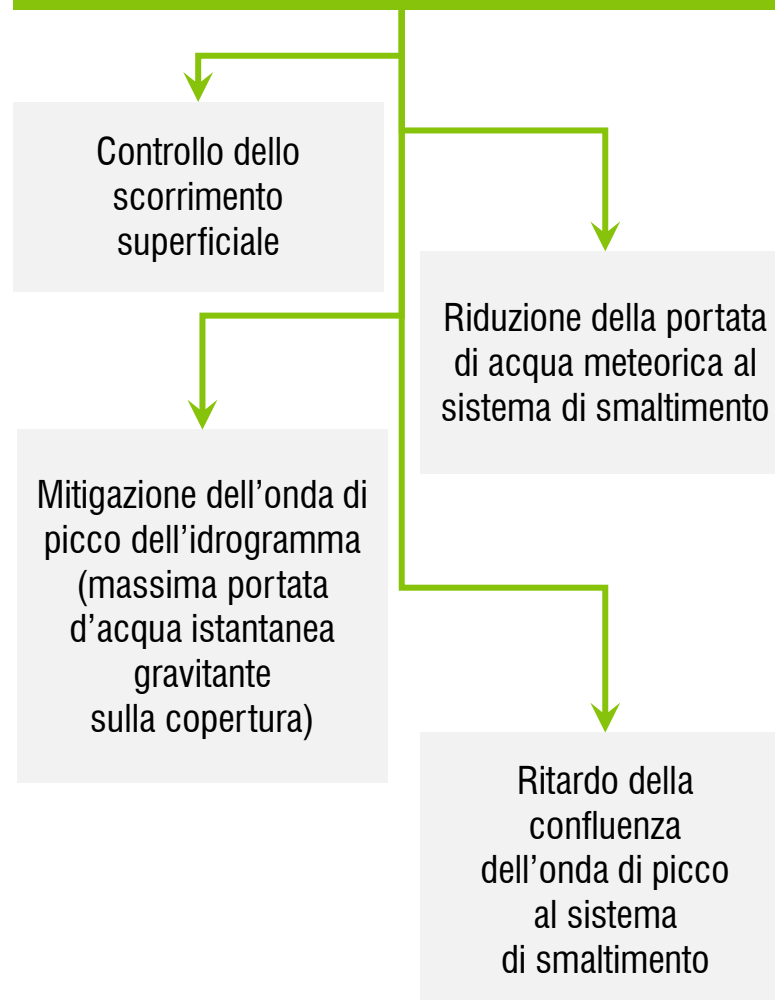 Controllo dello
scorrimento
superficiale
Riduzione della portata
di acqua meteorica al
sistema di smaltimento
Mitigazione dell’onda di
picco dell’idrogramma
(massima portata
d’acqua istantanea
gravitante
sulla copertura)
Ritardo della
confluenza
dell’onda di picco
al sistema
di smaltimento